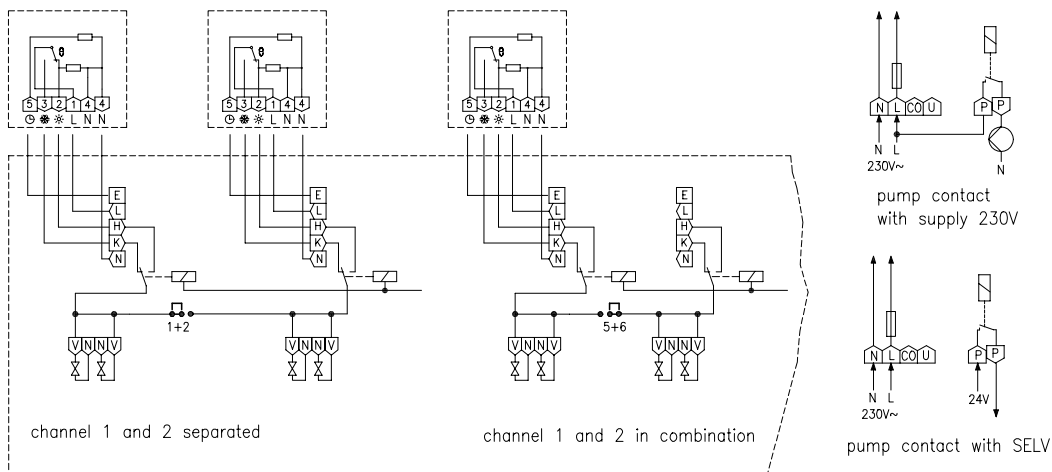 5 3 2 1 4 4
L N N
5 3 2 1 4 4
L N N
5 3 2 1 4 4
L N N
E
L
H
K
N
E
L
H
K
N
E
L
H
K
N
E
L
H
K
N
1+2
5+6
V N N V
V N N V
V N N V
V N N V
channel 1 and 2 separated
channel 1 and 2 in combination
N L CO U
P P
N L
230V~
N
pump contact
with supply 230V
N L CO U
P P
N L
230V~
24V
pump contact with SELV